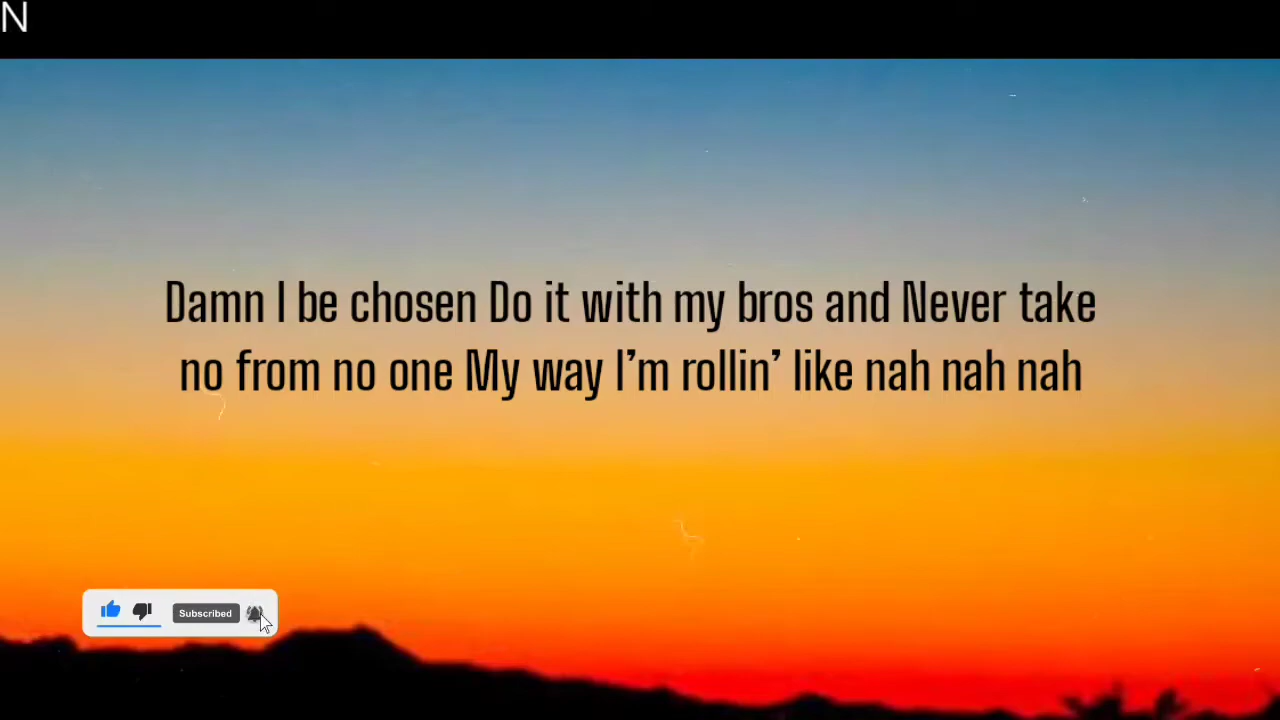 N
Damn I be chosen Do it with my bros and Never take
no from no one My way I’m rollin’ like nah nah nah
Subscribed